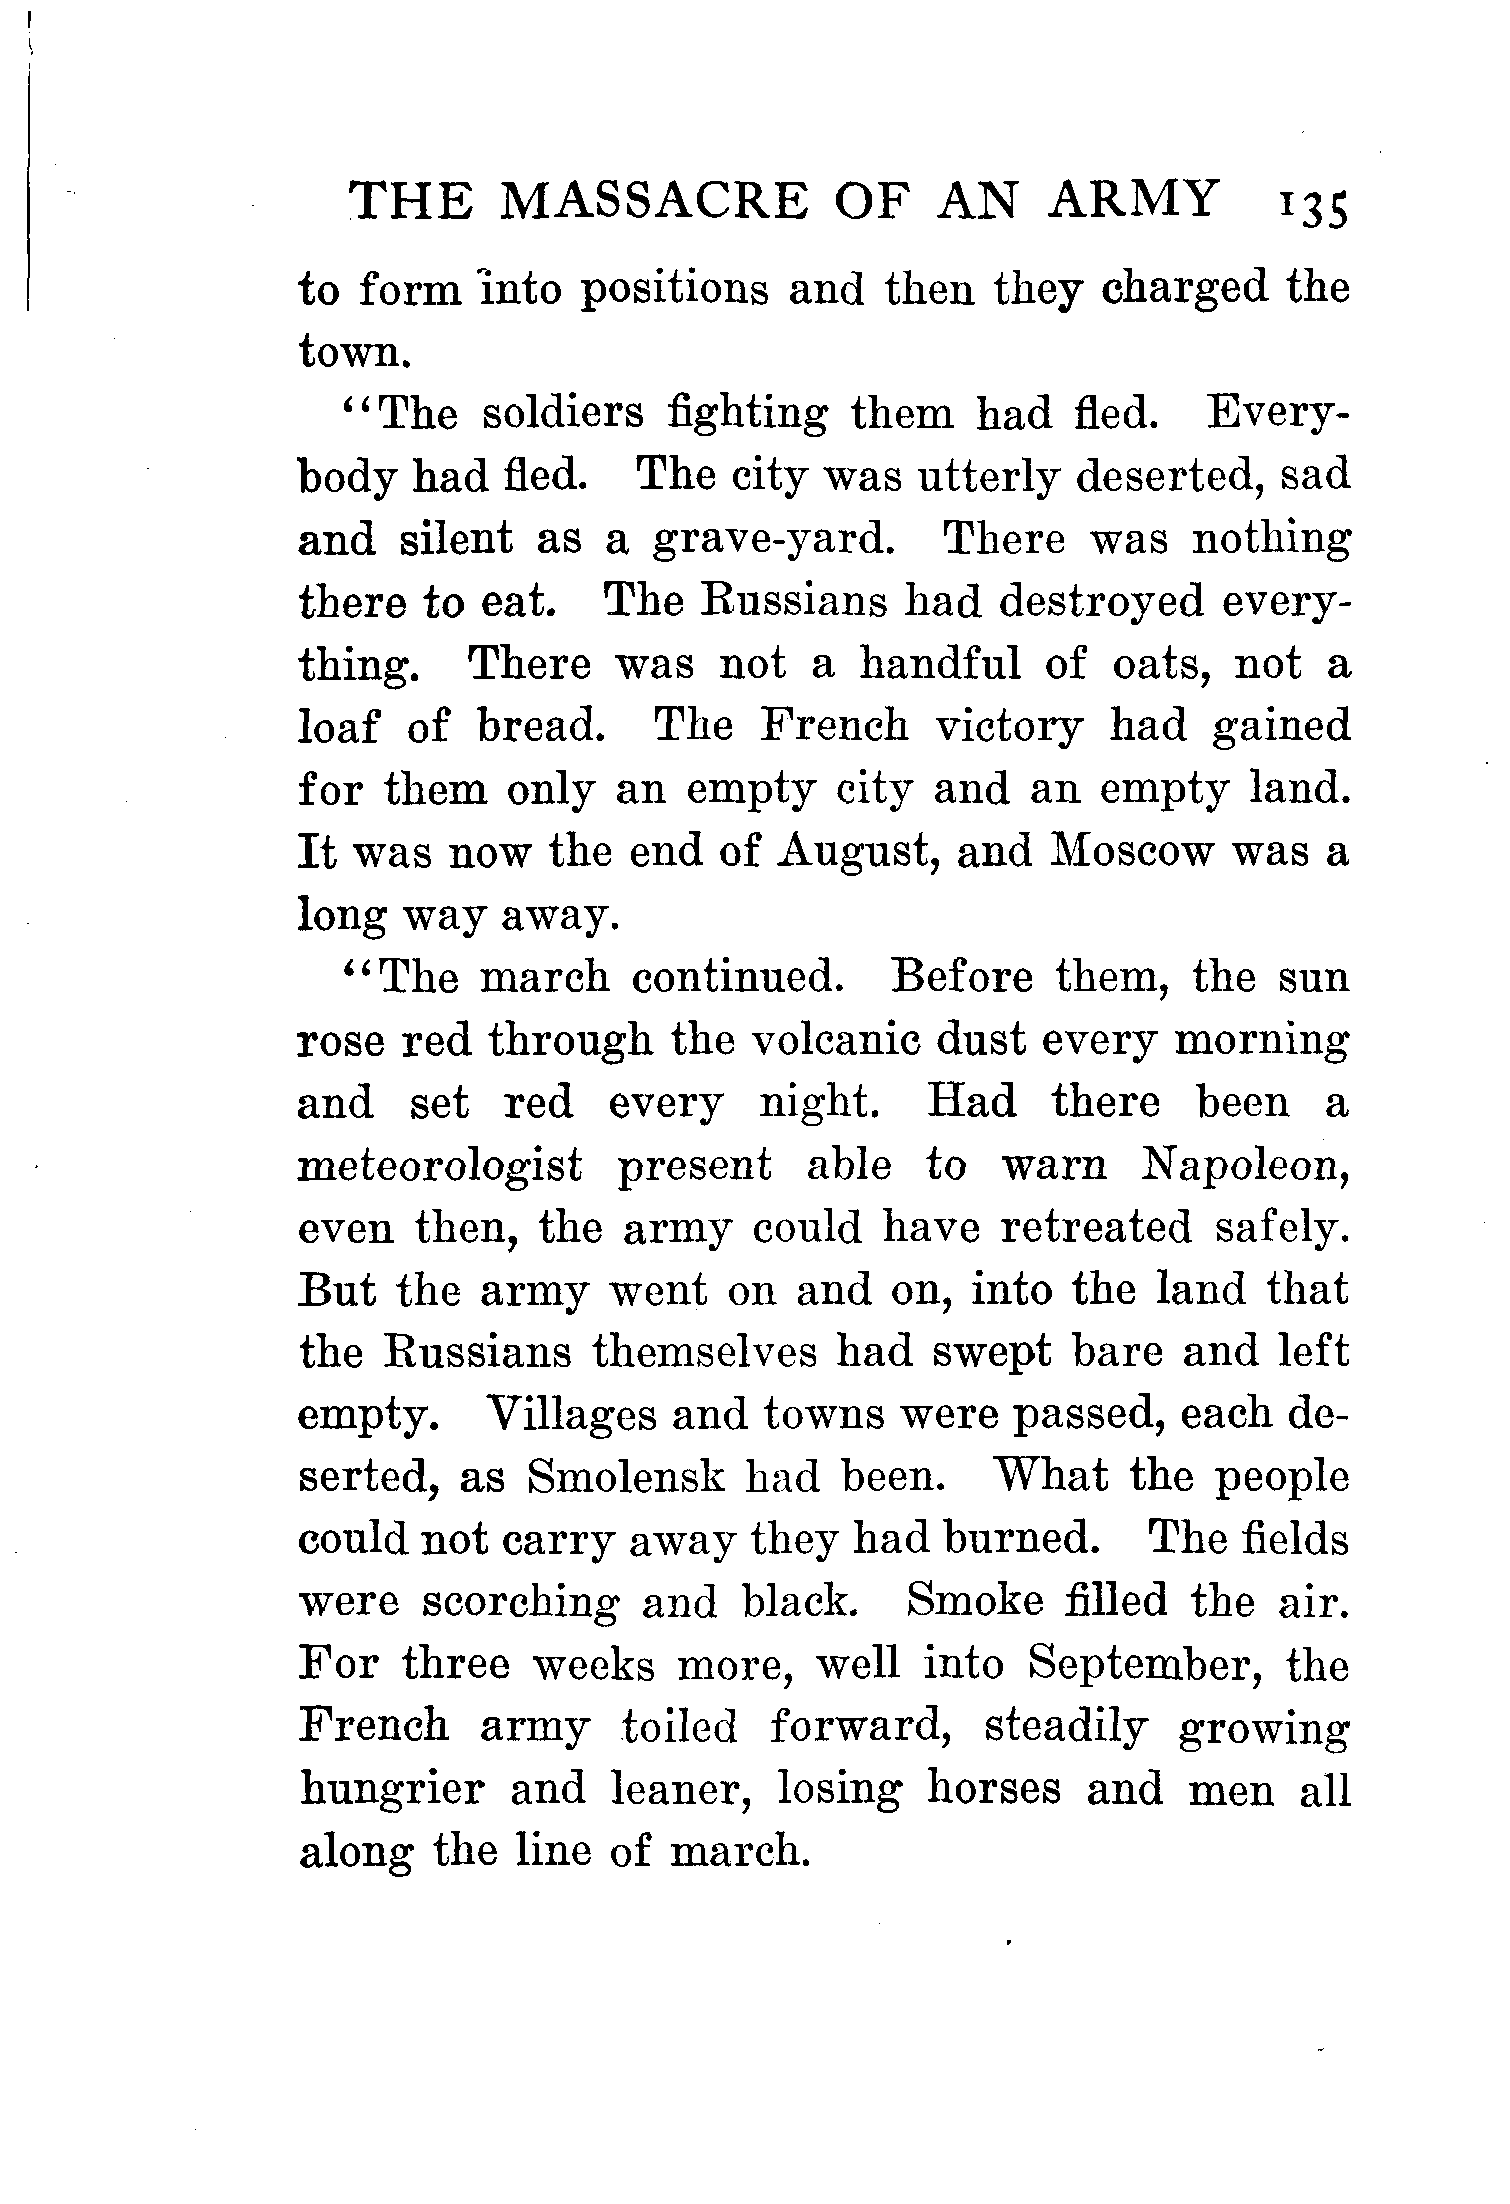 THE MASSACRE OF AN ARMY 135
to form into positions and then they charged the
town.
"The soldiers fighting them had fled. Every-
body had fled. The city was utterly deserted, sad
and silent as a grave-yard. There was nothing
there to eat. The Russians had destroyed every-
thing. There was not a handful of oats, not a
loaf of bread. The French victory had gained
for them only an empty city and an empty land.
It was now the end of August, and Moscow was a
long way away.
"The march continued. Before them, the sun
rose red through the volcanic dust every morning
and set red every night. Had there been a
meteorologist present able to warn Napoleon,
even then, the army could have retreated safely.
But the army went on and on, into the land that
the Russians themselves had swept bare and left
empty. Villages and towns were passed, each de-
serted, as Smolensk had been. What the people
could not carry away they had burned. The fields
were scorching and black. Smoke filled the air.
For three weeks more, well into September, the
French army toiled forward, steadily growing
hungrier and leaner, losing horses and men all
along the line of march.